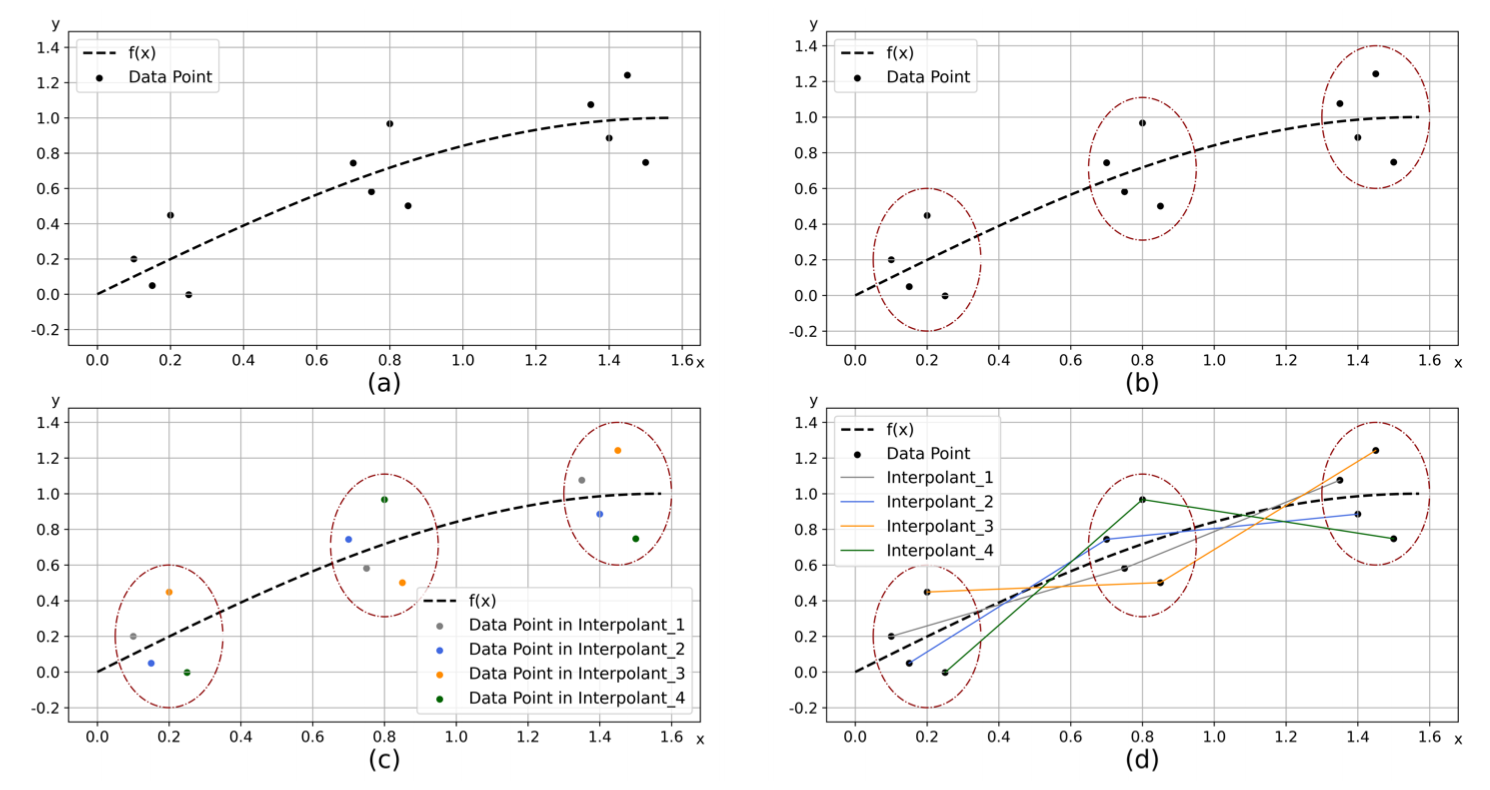 y
1.4
1.2
1.0
0.8
0.6
0.4
0.2
0.0
-0.2
f(x)
Data Point
0.0 0.2 0.4 0.6 0.8 1.0 1.2 1.4 1.6 x
(a)
y
1.4
1.2
1.0
0.8
0.6
0.4
0.2
0.0
-0.2
f(x)
Data Point
0.0 0.2 0.4 0.6 0.8 1.0 1.2 1.4 1.6 x
(b)
y
1.4
1.2
1.0
0.8
0.6
0.4
0.2
0.0
-0.2
f(x)
Data Point in Interpolant_1
Data Point in Interpolant_2
Data Point in Interpolant_3
Data Point in Interpolant_4
0.0 0.2 0.4 0.6 0.8 1.0 1.2 1.4 1.6 x
(c)
y
1.4
1.2
1.0
0.8
0.6
0.4
0.2
0.0
-0.2
f(x)
Data Point
Interpolant_1
Interpolant_2
Interpolant_3
Interpolant_4
0.0 0.2 0.4 0.6 0.8 1.0 1.2 1.4 1.6 x
(d)